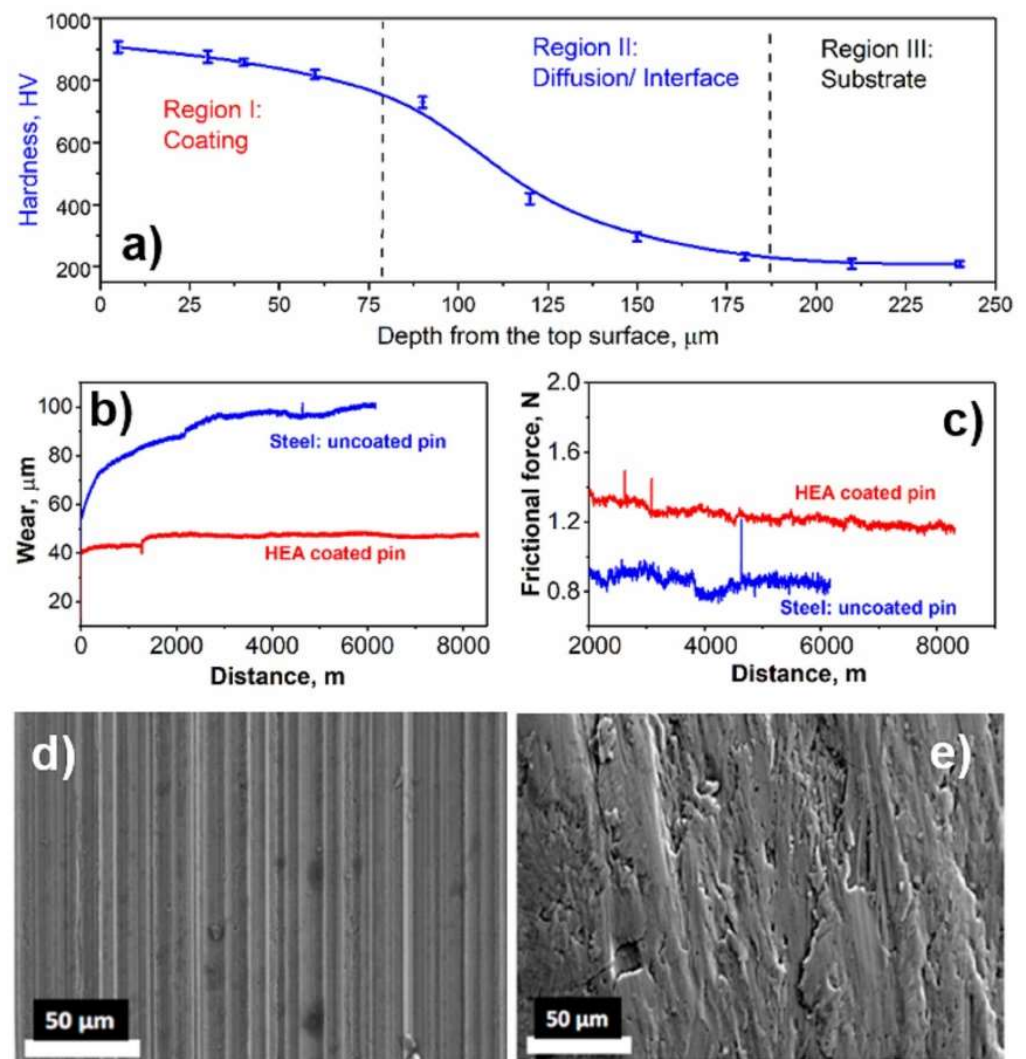 1000
800
600
400
200
Hardness, HV
Region I:
Coating
Region II:
Diffusion/ Interface
Region III:
Substrate
a)
0 25 50 75 100 125 150 175 200 225 250
Depth from the top surface, μm
b)
100
80
60
40
20
Wear, μm
Steel: uncoated pin
HEA coated pin
0 2000 4000 6000 8000
Distance, m
c)
2.0
1.6
1.2
0.8
Frictional force, N
HEA coated pin
Steel: uncoated pin
2000 4000 6000 8000
Distance, m
d)
50 μm
e)
50 μm